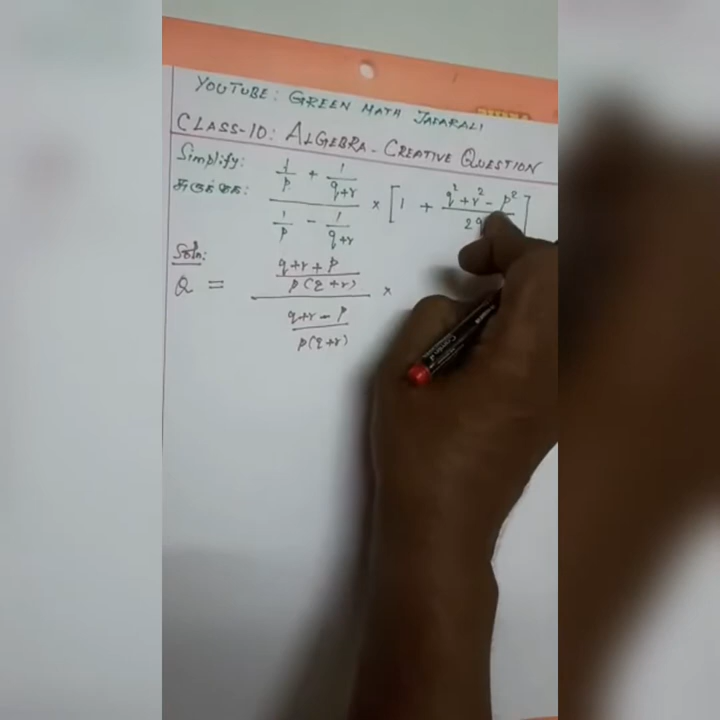 YOUTUBE: GREEN MATH JAFARALI
CLASS-10: ALGEBRA - CREATIVE QUESTION
Simplify: (1/p + 1/(q+r)) / (1/p - 1/(q+r)) × [1 + (q² + r² - p²)/2q]
சுருக்குக:
Soln:
Q = ((q+r+p)/(p(q+r))) / ((q+r-p)/(p(q+r))) ×